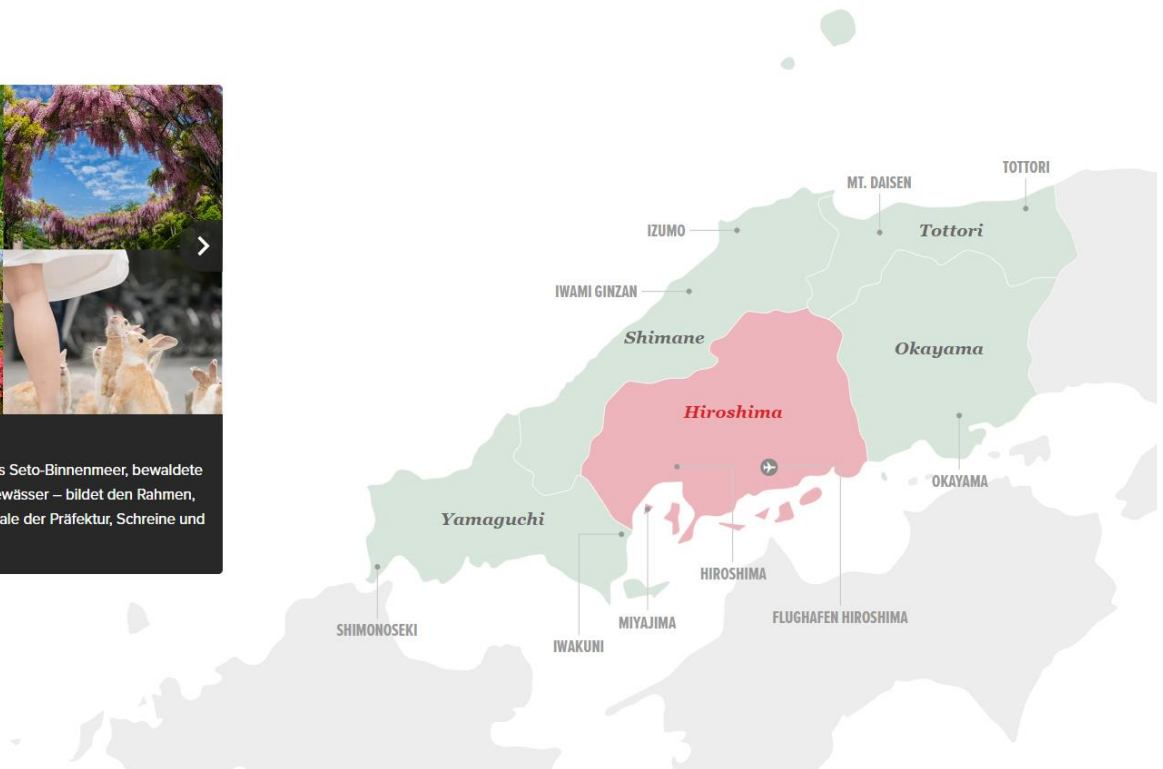 s Seto-Binnenmeer, bewaldete
ewässer – bildet den Rahmen,
ale der Präfektur, Schreine und
TOTTORI
MT. DAISEN
IZUMO
Tottori
IWAMI GINZAN
Shimane
Okayama
Hiroshima
OKAYAMA
Yamaguchi
HIROSHIMA
FLUGHAFEN HIROSHIMA
MIYAJIMA
SHIMONOSEKI
IWAKUNI